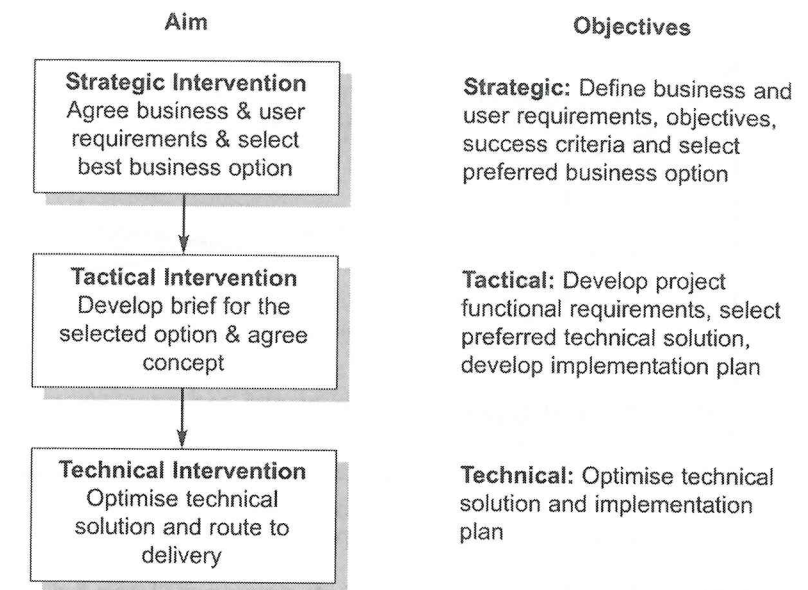 Aim
Objectives
Strategic Intervention
Agree business & user
requirements & select
best business option
Strategic: Define business and
user requirements, objectives,
success criteria and select
preferred business option
Tactical Intervention
Develop brief for the
selected option & agree
concept
Tactical: Develop project
functional requirements, select
preferred technical solution,
develop implementation plan
Technical Intervention
Optimise technical
solution and route to
delivery
Technical: Optimise technical
solution and implementation
plan